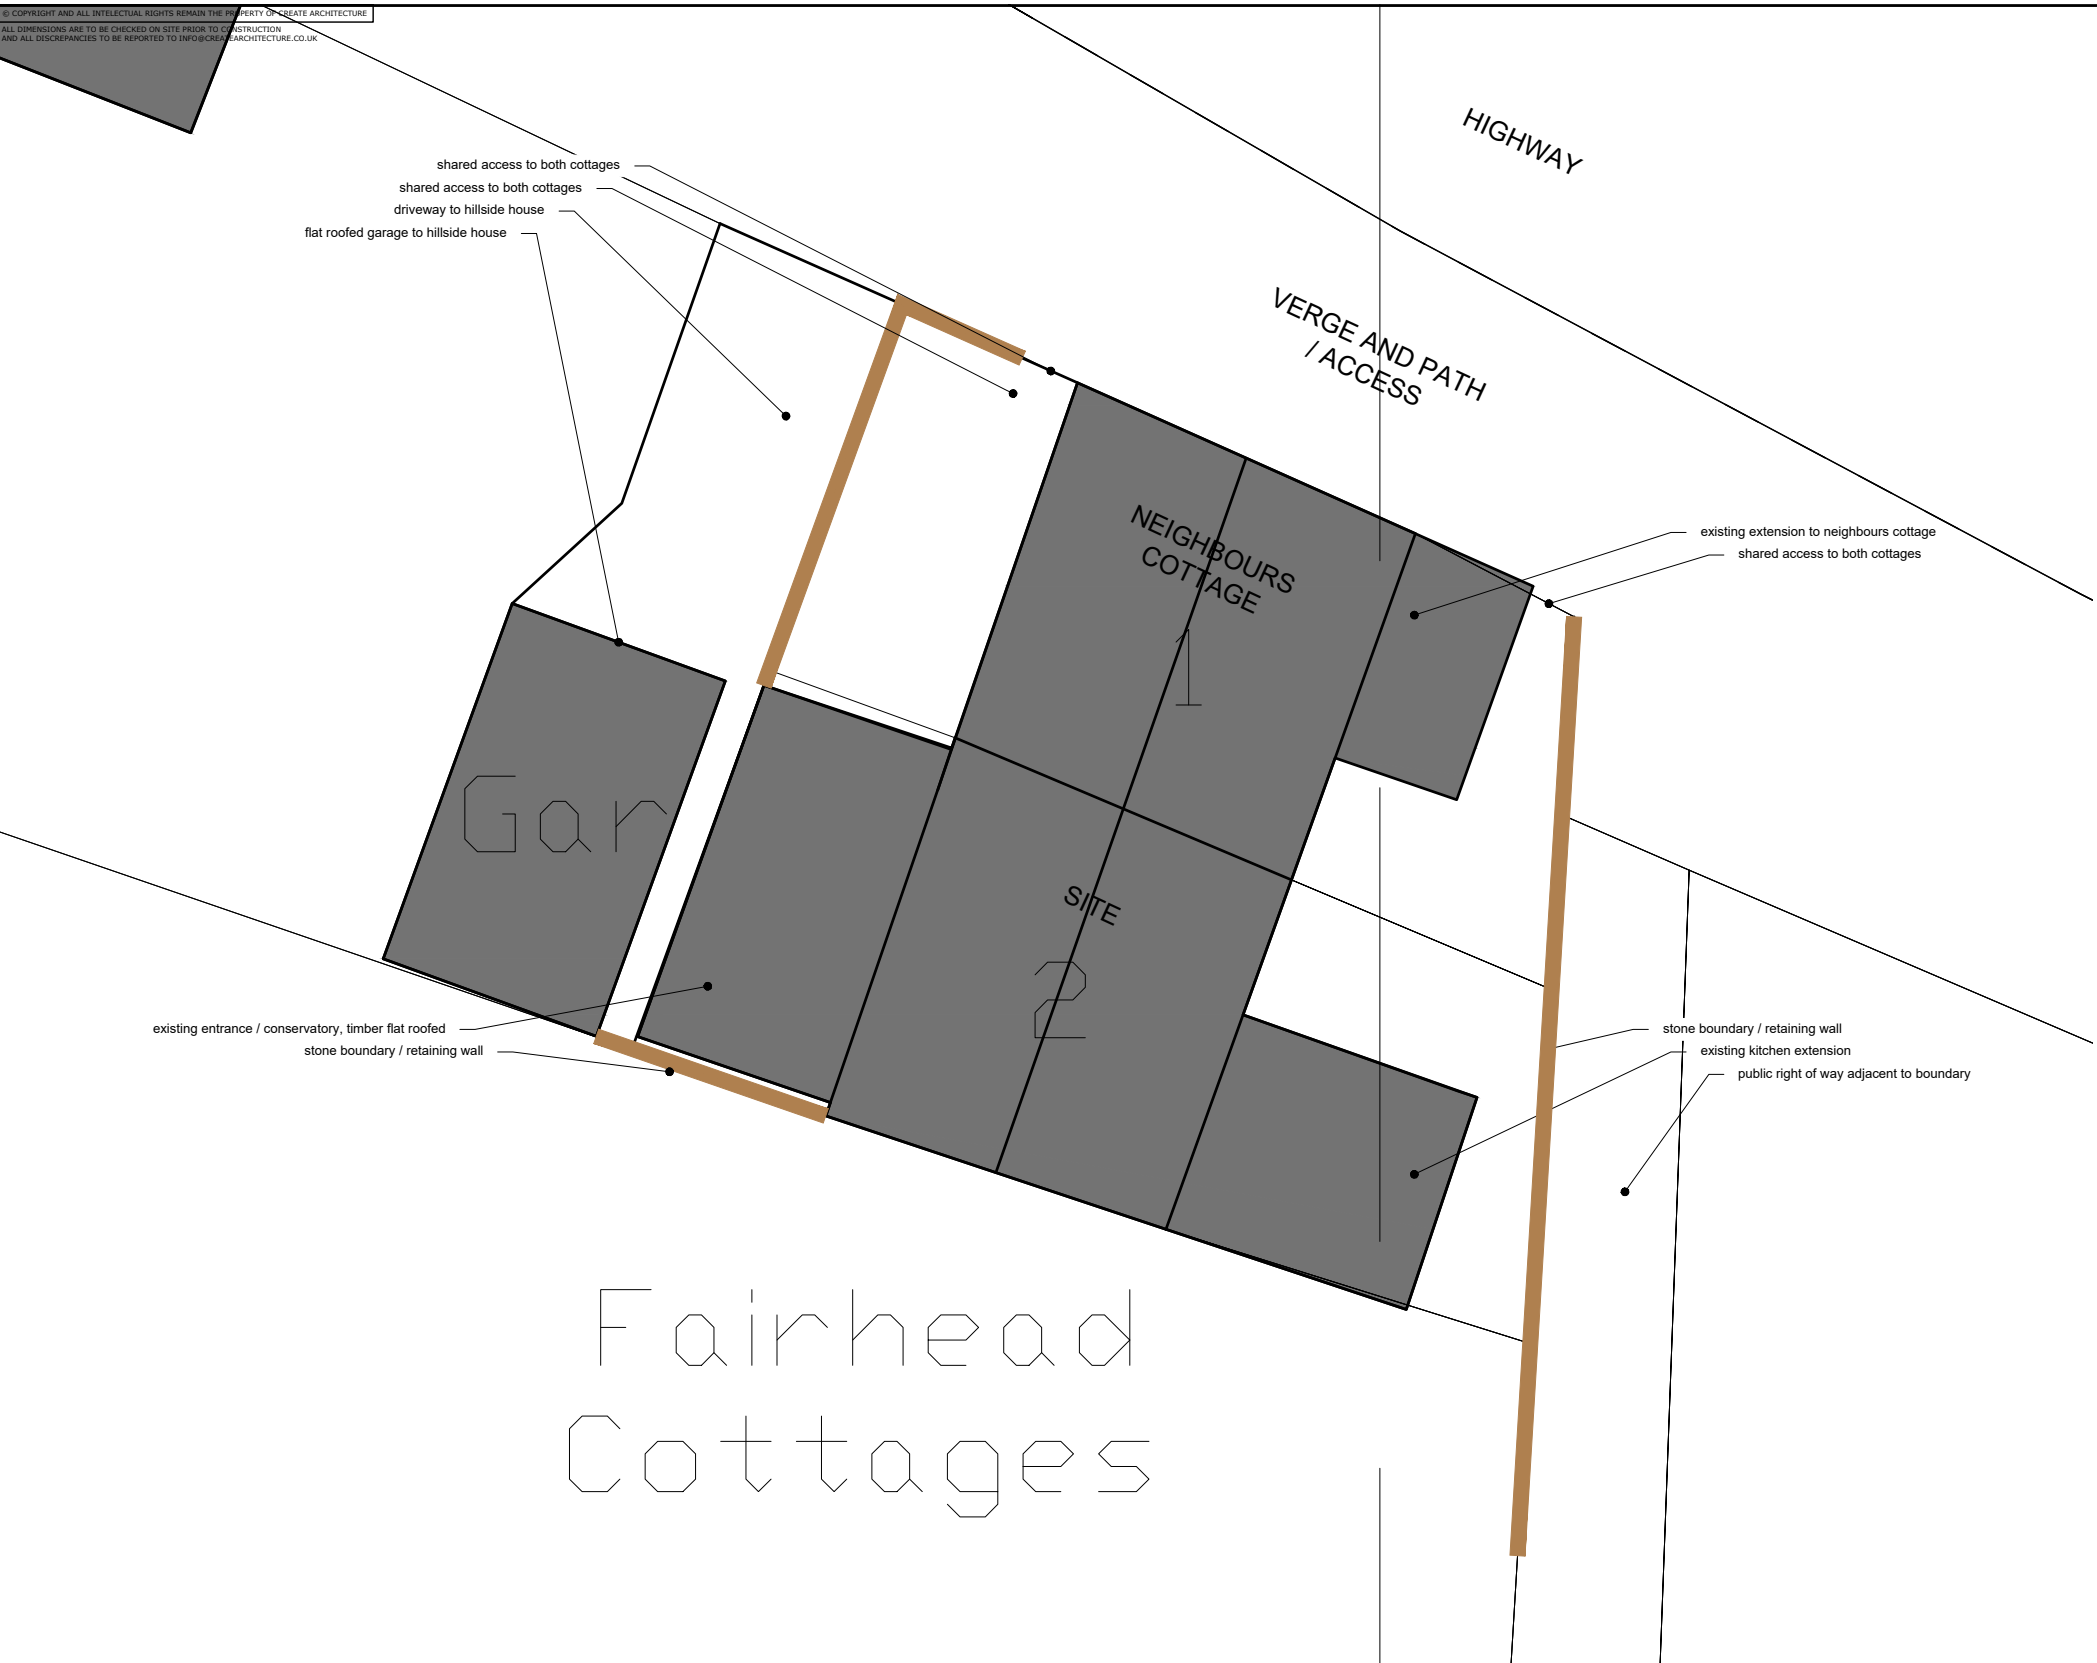 © COPYRIGHT AND ALL INTELECTUAL RIGHTS REMAIN THE PROPERTY OF CREATE ARCHITECTURE
ALL DIMENSIONS ARE TO BE CHECKED ON SITE PRIOR TO CONSTRUCTION
AND ALL DISCREPANCIES TO BE REPORTED TO INFO@CREATEARCHITECTURE.CO.UK
HIGHWAY
shared access to both cottages
shared access to both cottages
driveway to hillside house
flat roofed garage to hillside house
VERGE AND PATH
/ ACCESS
NEIGHBOURS
COTTAGE
1
existing extension to neighbours cottage
shared access to both cottages
Gar
SITE
2
existing entrance / conservatory, timber flat roofed
stone boundary / retaining wall
stone boundary / retaining wall
existing kitchen extension
public right of way adjacent to boundary
Fairhead
Cottages